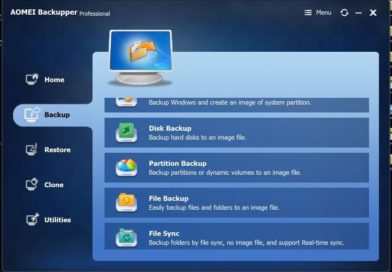 AOMEI Backupper Professional
Menu
Home
Backup
Restore
Clone
Utilities
Backup Windows and create an image of system partition.
Disk Backup
Backup hard disks to an image file.
Partition Backup
Backup partitions or dynamic volumes to an image file.
File Backup
Easily backup files and folders to an image file.
File Sync
Backup folders by file sync, no image file, and support Real-time sync.